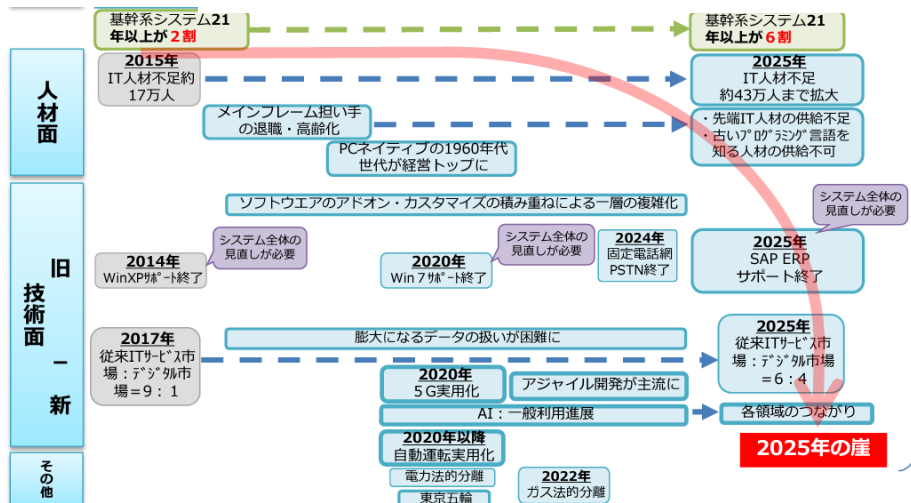 基幹系システム21
年以上が２割
基幹系システム21
年以上が６割
人材面
2015年
IT人材不足約
17万人
2025年
IT人材不足
約43万人まで拡大
メインフレーム担い手
の退職・高齢化
・先端IT人材の供給不足
・古いﾌﾟﾛｸﾞﾗﾐﾝｸﾞ言語を
知る人材の供給不可
PCネイティブの1960年代
世代が経営トップに
技術面
旧－新
ソフトウエアのアドオン・カスタマイズの積み重ねによる一層の複雑化
システム全体の
見直しが必要
2014年
WinXPｻﾎﾟｰﾄ終了
システム全体の
見直しが必要
2020年
Win７ｻﾎﾟｰﾄ終了
システム全体の
見直しが必要
2024年
固定電話網
PSTN終了
2025年
SAP ERP
サポート終了
システム全体の
見直しが必要
2017年
従来ITｻｰﾋﾞｽ市
場：ﾃﾞｼﾞﾀﾙ市
場＝9：1
膨大になるデータの扱いが困難に
2025年
従来ITｻｰﾋﾞｽ市
場：ﾃﾞｼﾞﾀﾙ市場
＝6：4
2020年
５G実用化
アジャイル開発が主流に
AI：一般利用進展
各領域のつながり
2020年以降
自動運転実用化
2025年の崖
その他
電力法的分離
2022年
ガス法的分離
東京五輪